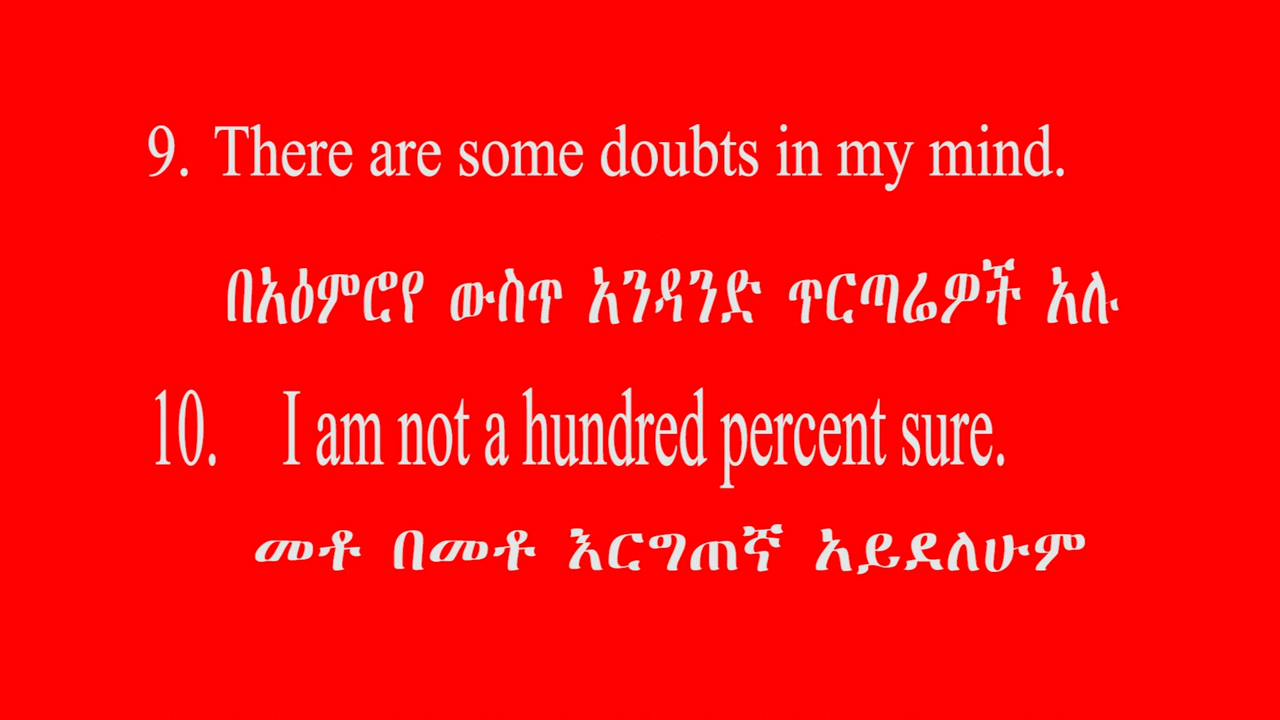 9. There are some doubts in my mind.
በአዕምሮየ ውስጥ አንዳንድ ጥርጣሬዎች አሉ
10. I am not a hundred percent sure.
መቶ በመቶ እርግጠኛ አይደለሁም